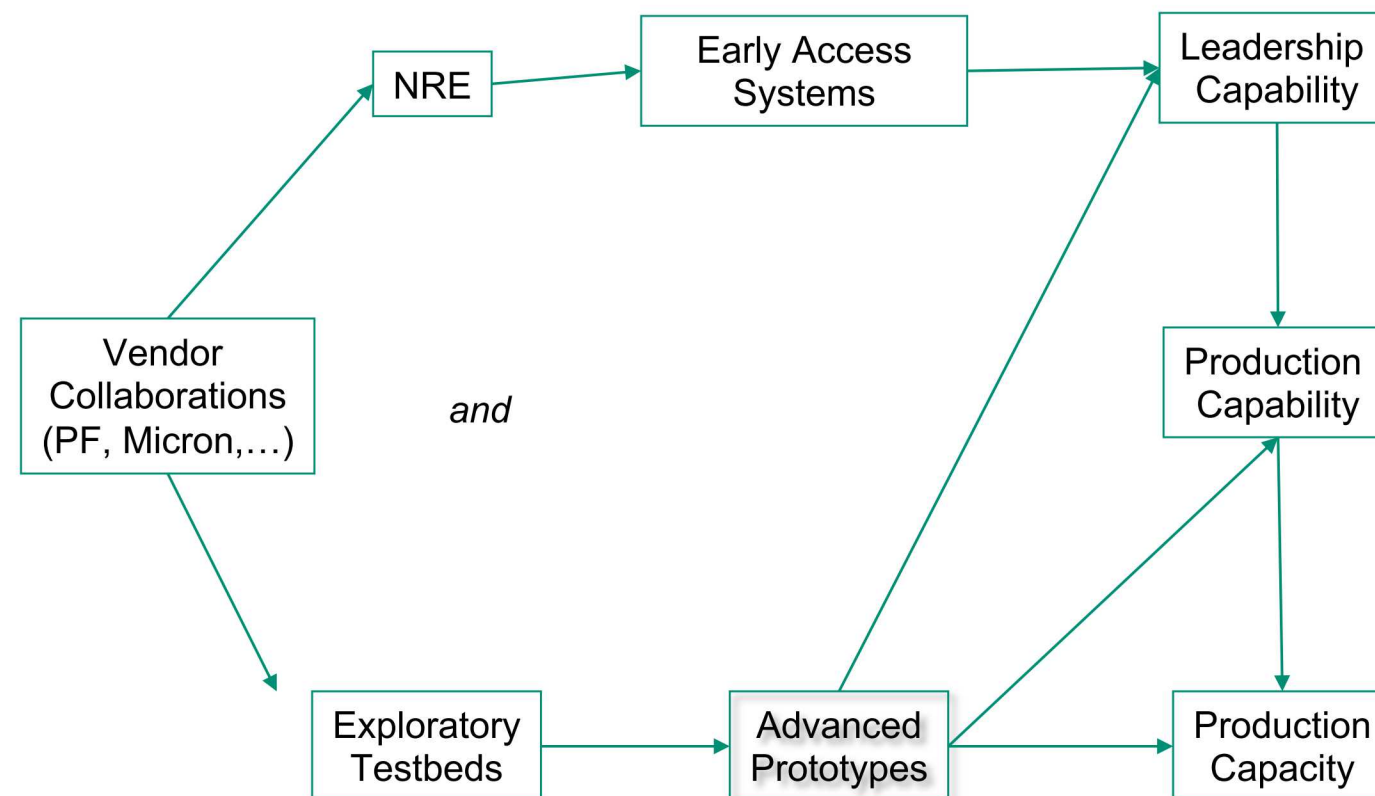 NRE
Early Access
Systems
Leadership
Capability
Vendor
Collaborations
(PF, Micron,…)
and
Production
Capability
Exploratory
Testbeds
Advanced
Prototypes
Production
Capacity